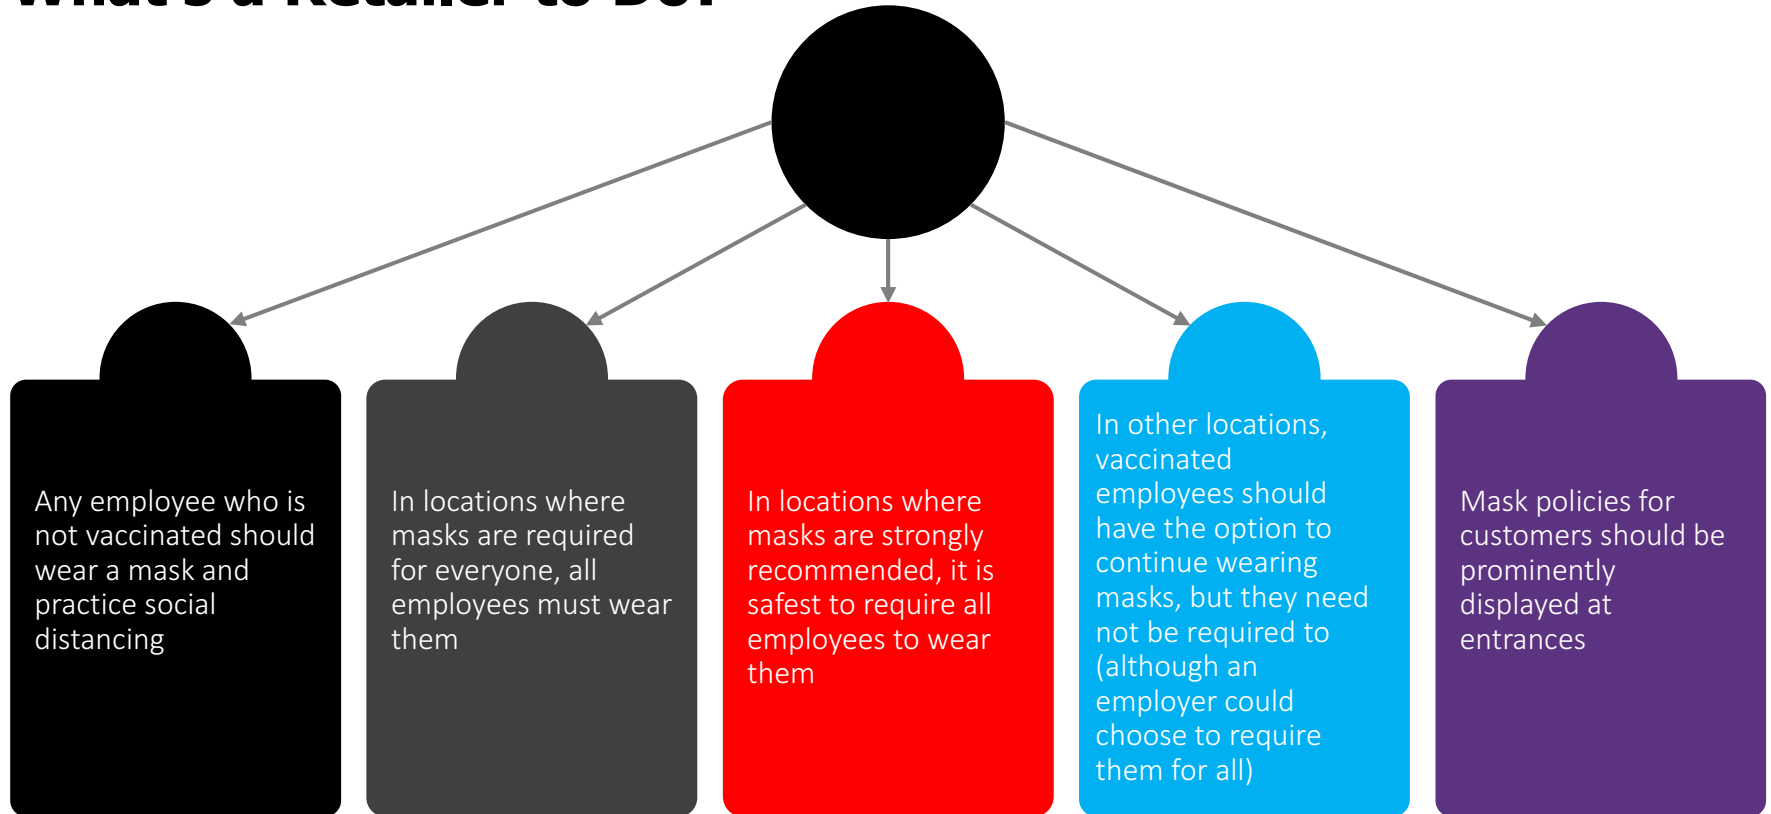 What's a Retailer to Do?
Any employee who is
not vaccinated should
wear a mask and
practice social
distancing
In locations where
masks are required
for everyone, all
employees must wear
them
In locations where
masks are strongly
recommended, it is
safest to require all
employees to wear
them
In other locations,
vaccinated
employees should
have the option to
continue wearing
masks, but they need
not be required to
(although an
employer could
choose to require
them for all)
Mask policies for
customers should be
prominently
displayed at
entrances